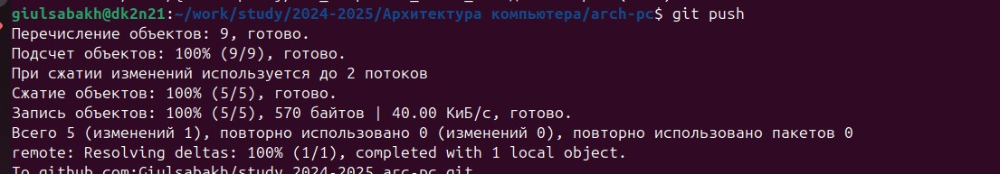 giulsabakh@dk2n21:~/work/study/2024-2025/Архитектура компьютера/arch-pc$ git push
Перечисление объектов: 9, готово.
Подсчет объектов: 100% (9/9), готово.
При сжатии изменений используется до 2 потоков
Сжатие объектов: 100% (5/5), готово.
Запись объектов: 100% (5/5), 570 байтов | 40.00 КиБ/с, готово.
Всего 5 (изменений 1), повторно использовано 0 (изменений 0), повторно использовано пакетов 0
remote: Resolving deltas: 100% (1/1), completed with 1 local object.
To github.com:Giulsabakh/study_2024-2025_arc-pc.git